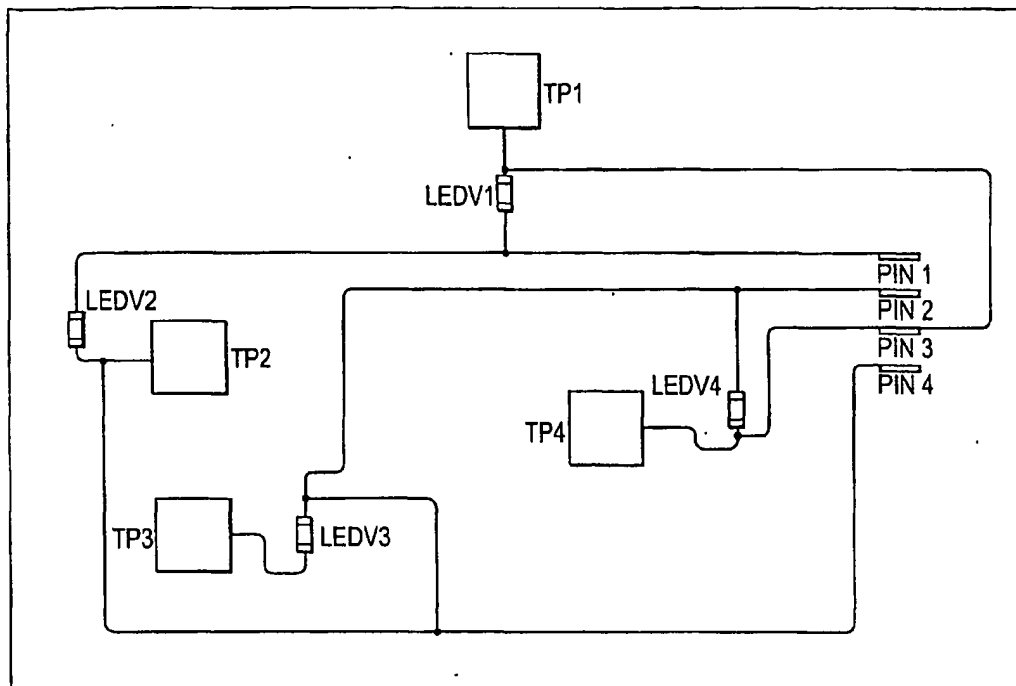 TP1
LEDV1
PIN 1
LEDV2
PIN 2
TP2
PIN 3
LEDV4
PIN 4
TP4
TP3
LEDV3